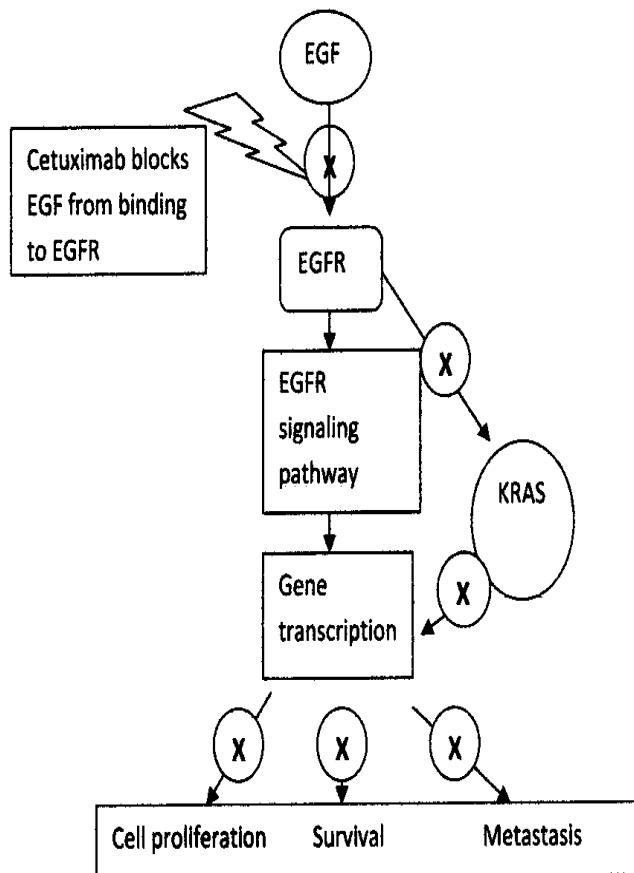 EGF
X
Cetuximab blocks
EGF from binding
to EGFR
EGFR
X
EGFR
signaling
pathway
KRAS
X
Gene
transcription
X X X
Cell proliferation Survival Metastasis